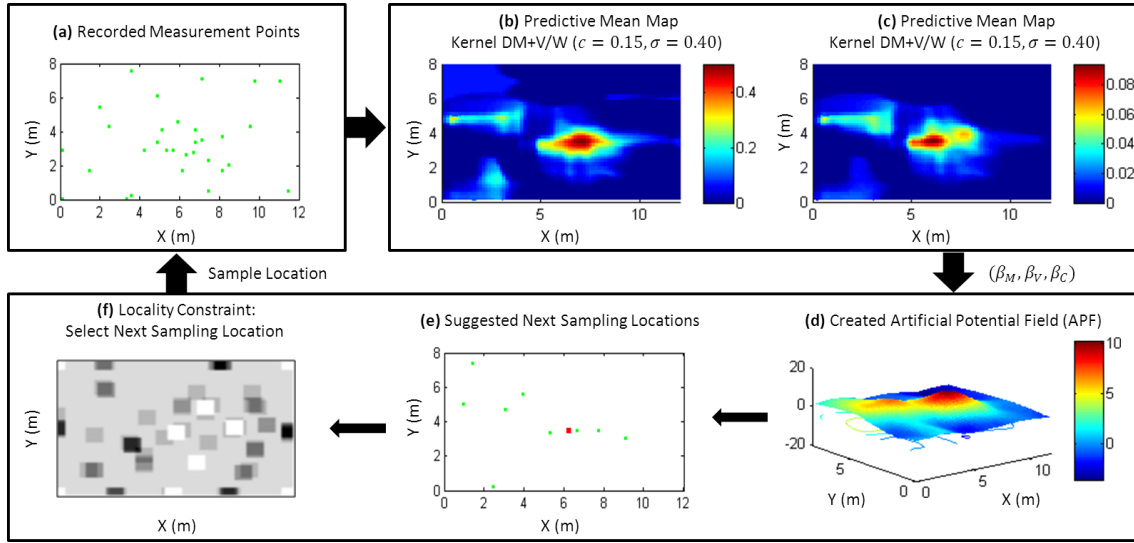 (a) Recorded Measurement Points
8
6
4
2
0
Y (m)
0 2 4 6 8 10 12
X (m)
(b) Predictive Mean Map
Kernel DM+V/W (c = 0.15, σ = 0.40)
8
6
4
2
0
Y (m)
5 10
X (m)
0.4
0.2
0
(c) Predictive Mean Map
Kernel DM+V/W (c = 0.15, σ = 0.40)
8
6
4
2
0
Y (m)
0 5 10
X (m)
0.08
0.06
0.04
0.02
0
Sample Location
(β_M, β_V, β_C)
(f) Locality Constraint:
Select Next Sampling Location
Y (m)
X (m)
(e) Suggested Next Sampling Locations
8
6
4
2
0
Y (m)
0 2 4 6 8 10 12
X (m)
(d) Created Artificial Potential Field (APF)
20
0
-20
5
0
Y (m)
0
5
10
X (m)
10
5
0